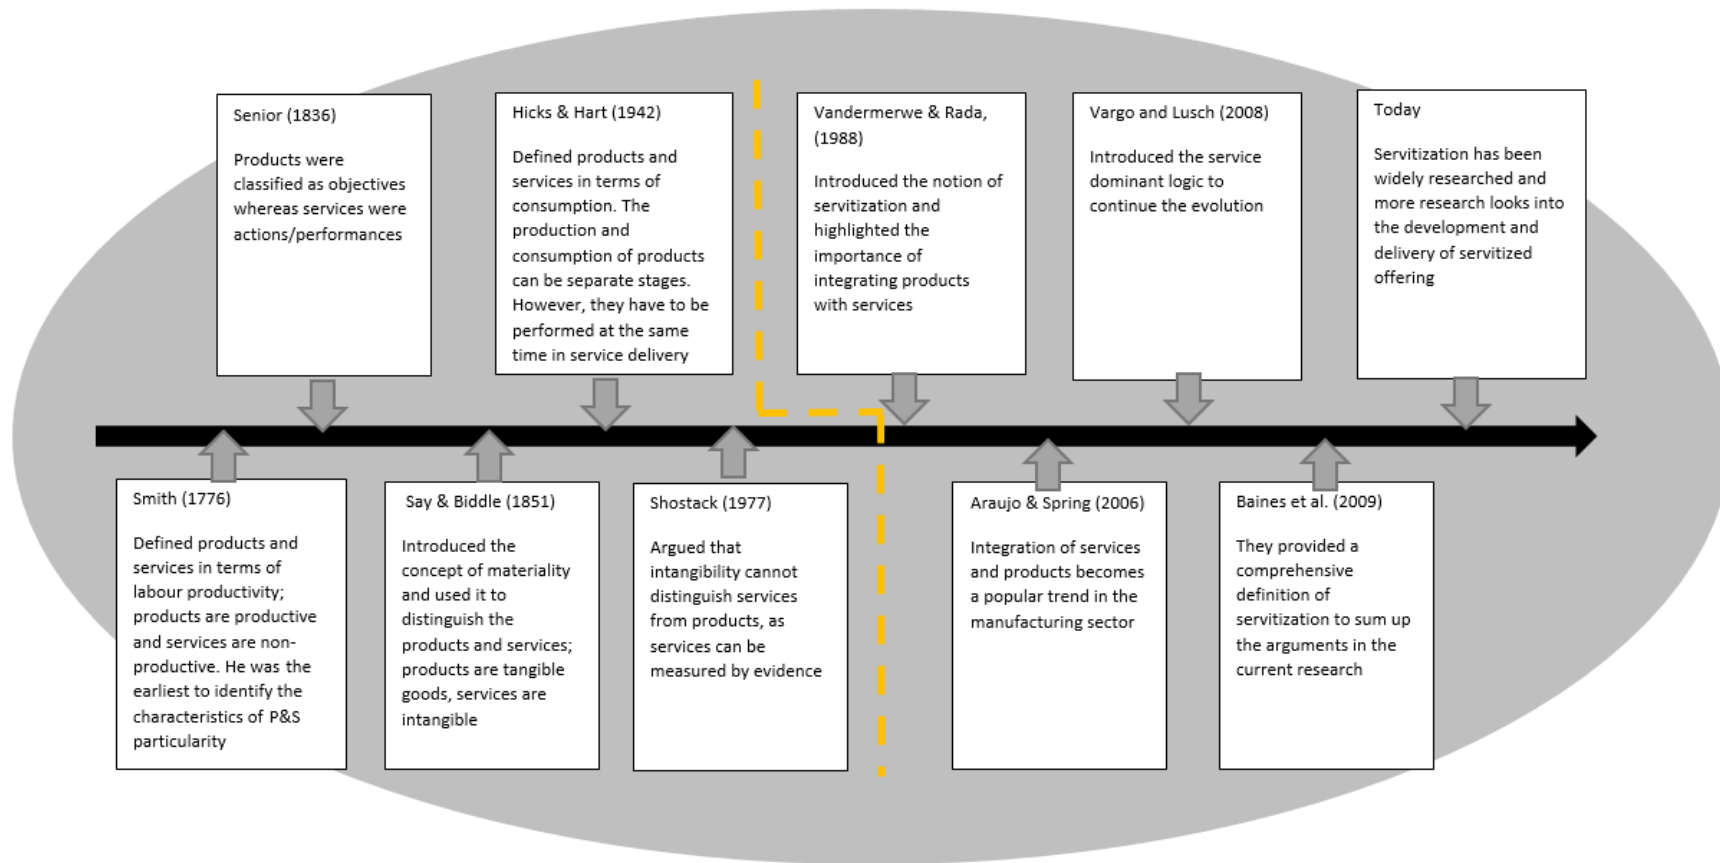 Senior (1836)
Products were
classified as objectives
whereas services were
actions/performances
Hicks & Hart (1942)
Defined products and
services in terms of
consumption. The
production and
consumption of products
can be separate stages.
However, they have to be
performed at the same
time in service delivery
Vandermerwe & Rada,
(1988)
Introduced the notion of
servitization and
highlighted the
importance of
integrating products
with services
Vargo and Lusch (2008)
Introduced the service
dominant logic to
continue the evolution
Today
Servitization has been
widely researched and
more research looks into
the development and
delivery of servitized
offering
Smith (1776)
Defined products and
services in terms of
labour productivity;
products are productive
and services are non-
productive. He was the
earliest to identify the
characteristics of P&S
particularity
Say & Biddle (1851)
Introduced the
concept of materiality
and used it to
distinguish the
products and services;
products are tangible
goods, services are
intangible
Shostack (1977)
Argued that
intangibility cannot
distinguish services
from products, as
services can be
measured by evidence
Araujo & Spring (2006)
Integration of services
and products becomes
a popular trend in the
manufacturing sector
Baines et al. (2009)
They provided a
comprehensive
definition of
servitization to sum up
the arguments in the
current research